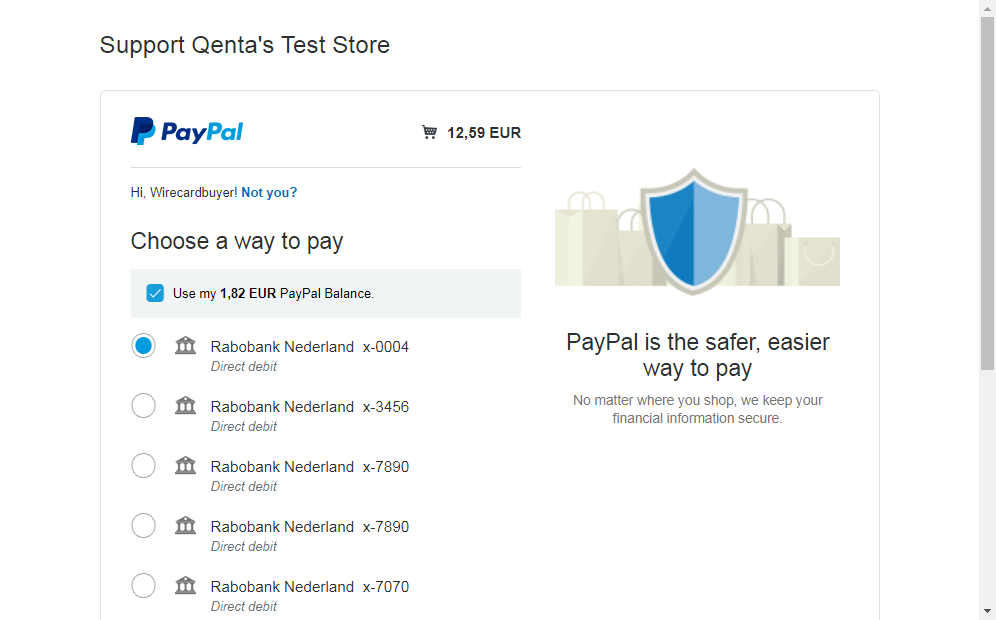 Support Qenta's Test Store
PayPal
12,59 EUR
Hi, Wirecardbuyer! Not you?
Choose a way to pay
Use my 1,82 EUR PayPal Balance.
Rabobank Nederland x-0004
Direct debit
Rabobank Nederland x-3456
Direct debit
Rabobank Nederland x-7890
Direct debit
Rabobank Nederland x-7890
Direct debit
Rabobank Nederland x-7070
Direct debit
PayPal is the safer, easier
way to pay
No matter where you shop, we keep your
financial information secure.